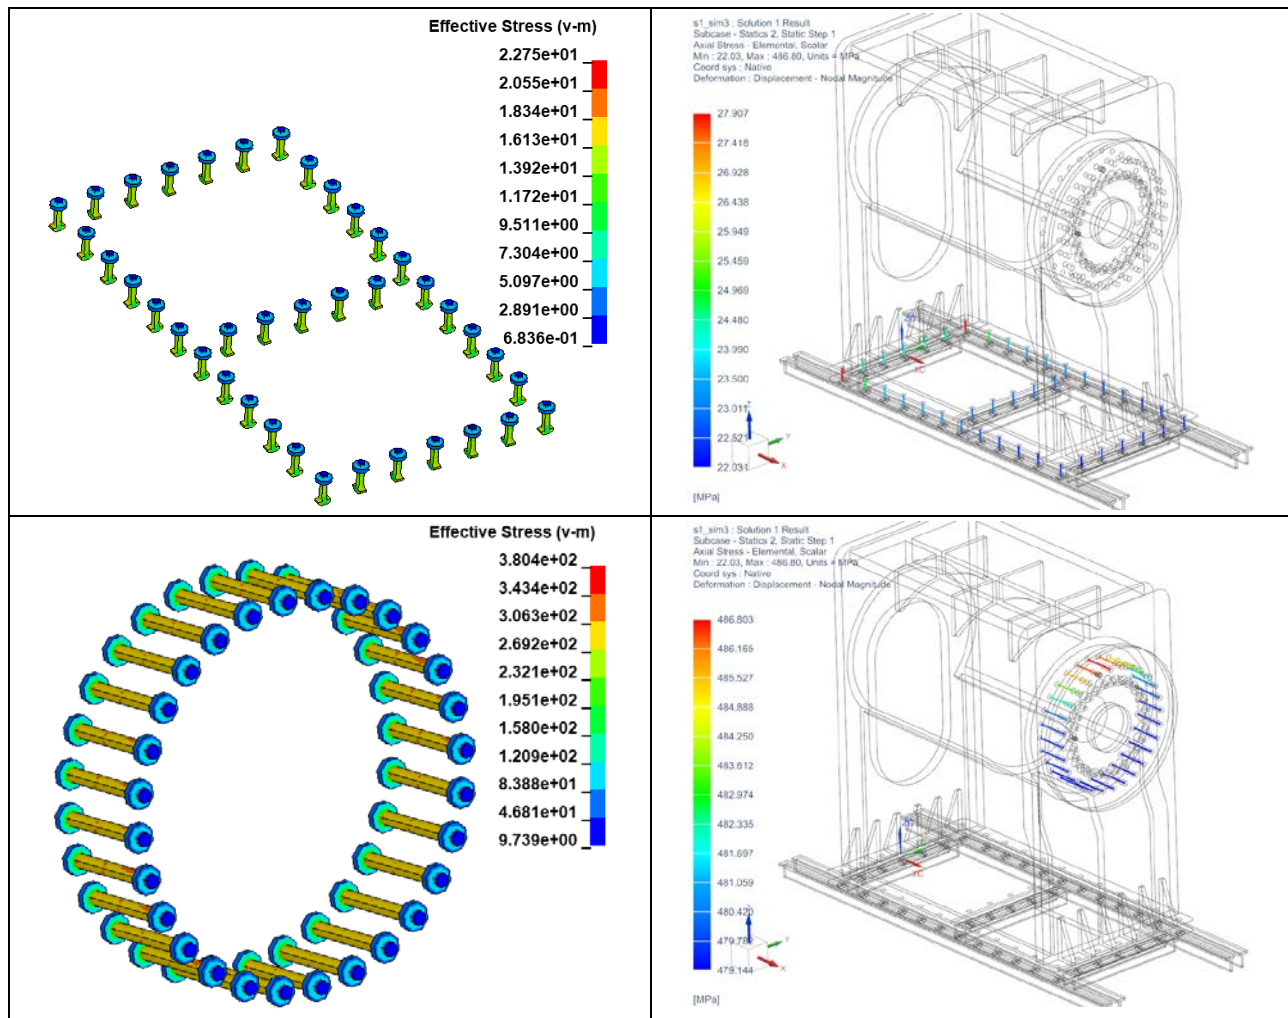 Effective Stress (v-m)
2.275e+01
2.055e+01
1.834e+01
1.613e+01
1.392e+01
1.172e+01
9.511e+00
7.304e+00
5.097e+00
2.891e+00
6.836e-01
s1_sim3 : Solution 1 Result
Subcase - Statics 2, Static Step 1
Axial Stress - Elemental, Scalar
Min : 22.03, Max : 486.80, Units = MPa
Coord sys : Native
Deformation : Displacement - Nodal Magnitude
27.907
27.418
26.928
26.438
25.949
25.459
24.969
24.480
23.990
23.500
23.011
22.521
22.031
[MPa]
XC
Z
Y
X
Effective Stress (v-m)
3.804e+02
3.434e+02
3.063e+02
2.692e+02
2.321e+02
1.951e+02
1.580e+02
1.209e+02
8.388e+01
4.681e+01
9.739e+00
s1_sim3 : Solution 1 Result
Subcase - Statics 2, Static Step 1
Axial Stress - Elemental, Scalar
Min : 22.03, Max : 486.80, Units = MPa
Coord sys : Native
Deformation : Displacement - Nodal Magnitude
486.803
486.165
485.527
484.888
484.250
483.612
482.974
482.335
481.697
481.059
480.420
479.782
479.144
[MPa]
XC
Y
X